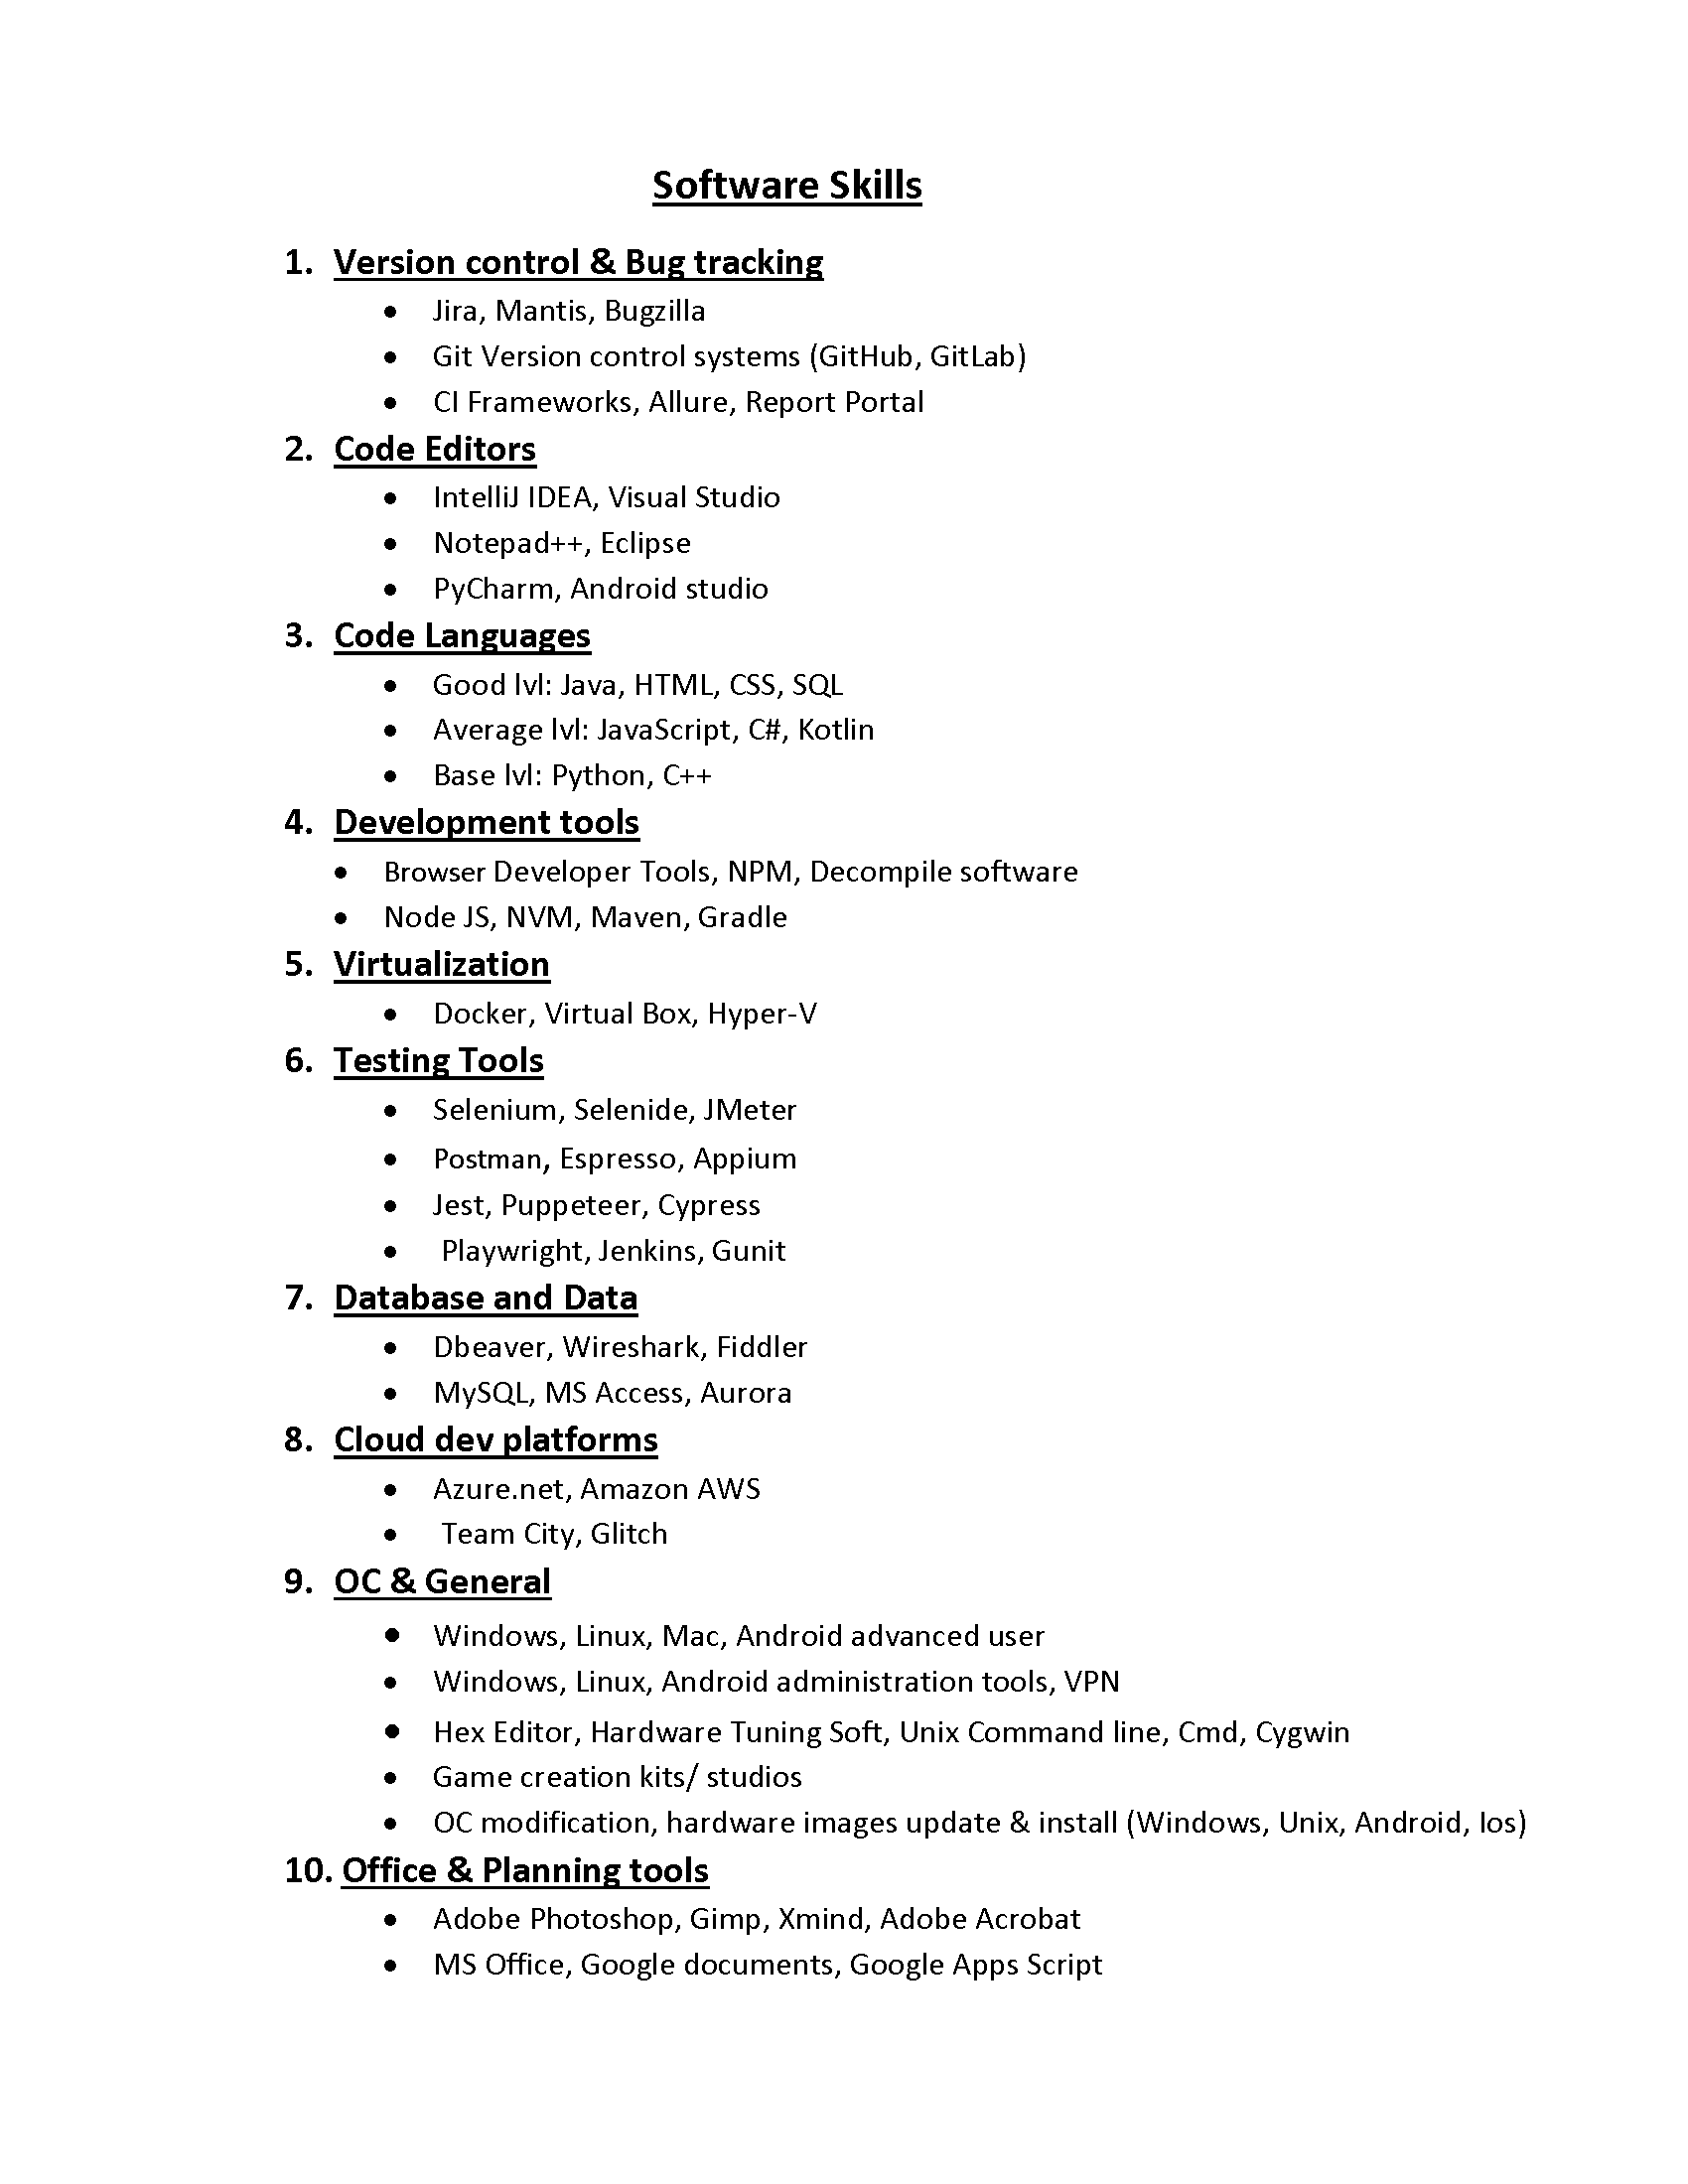 Software Skills
1. Version control & Bug tracking
• Jira, Mantis, Bugzilla
• Git Version control systems (GitHub, GitLab)
• CI Frameworks, Allure, Report Portal
2. Code Editors
• IntelliJ IDEA, Visual Studio
• Notepad++, Eclipse
• PyCharm, Android studio
3. Code Languages
• Good lvl: Java, HTML, CSS, SQL
• Average lvl: JavaScript, C#, Kotlin
• Base lvl: Python, C++
4. Development tools
• Browser Developer Tools, NPM, Decompile software
• Node JS, NVM, Maven, Gradle
5. Virtualization
• Docker, Virtual Box, Hyper-V
6. Testing Tools
• Selenium, Selenide, JMeter
• Postman, Espresso, Appium
• Jest, Puppeteer, Cypress
• Playwright, Jenkins, Gunit
7. Database and Data
• Dbeaver, Wireshark, Fiddler
• MySQL, MS Access, Aurora
8. Cloud dev platforms
• Azure.net, Amazon AWS
• Team City, Glitch
9. OC & General
• Windows, Linux, Mac, Android advanced user
• Windows, Linux, Android administration tools, VPN
• Hex Editor, Hardware Tuning Soft, Unix Command line, Cmd, Cygwin
• Game creation kits/ studios
• OC modification, hardware images update & install (Windows, Unix, Android, Ios)
10. Office & Planning tools
• Adobe Photoshop, Gimp, Xmind, Adobe Acrobat
• MS Office, Google documents, Google Apps Script